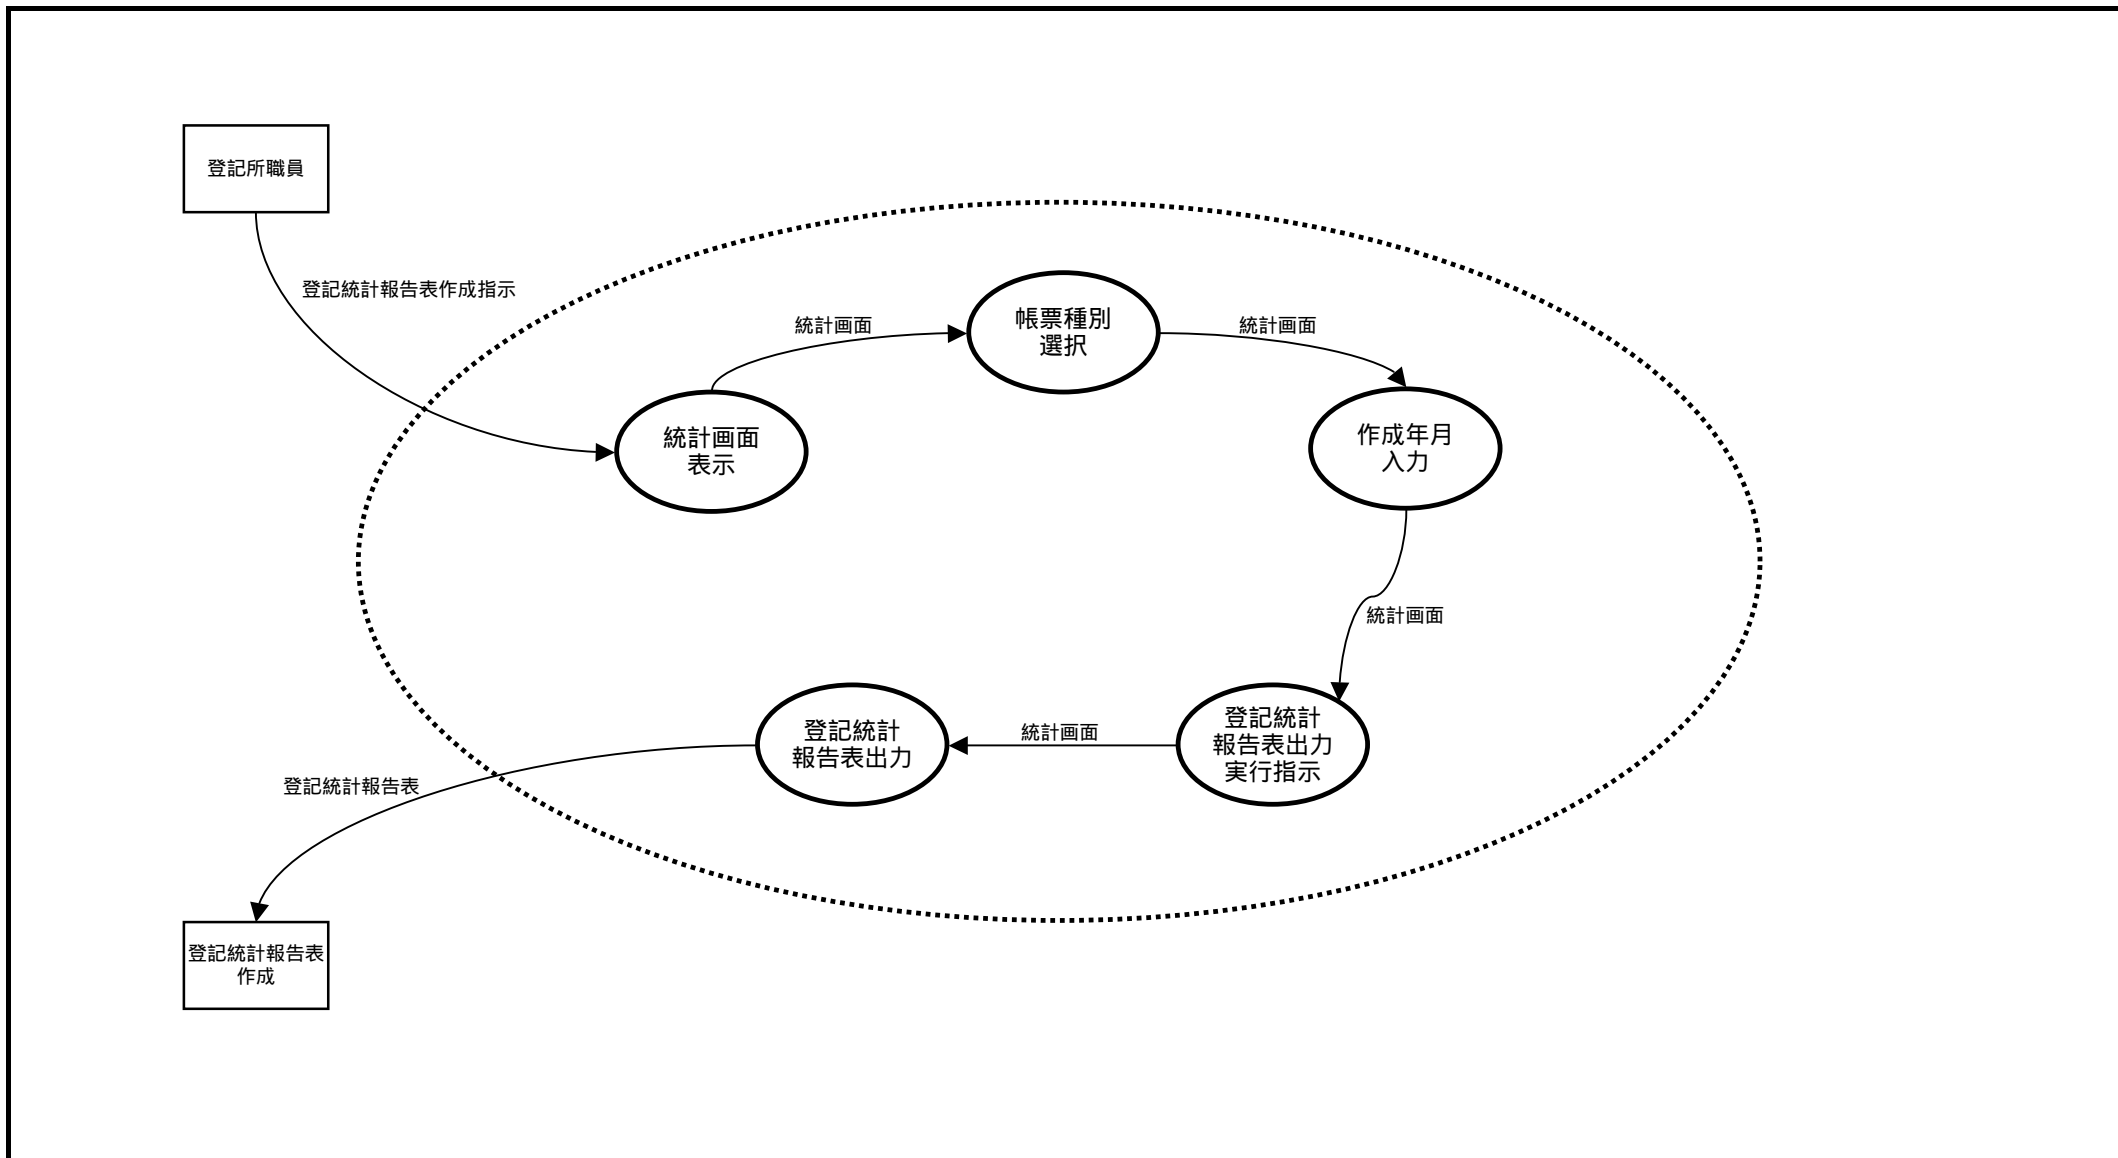 登記所職員
登記統計報告表作成指示
統計画面
帳票種別
選択
統計画面
統計画面
表示
作成年月
入力
統計画面
登記統計
報告表出力
実行指示
統計画面
登記統計
報告表出力
登記統計報告表
登記統計報告表
作成